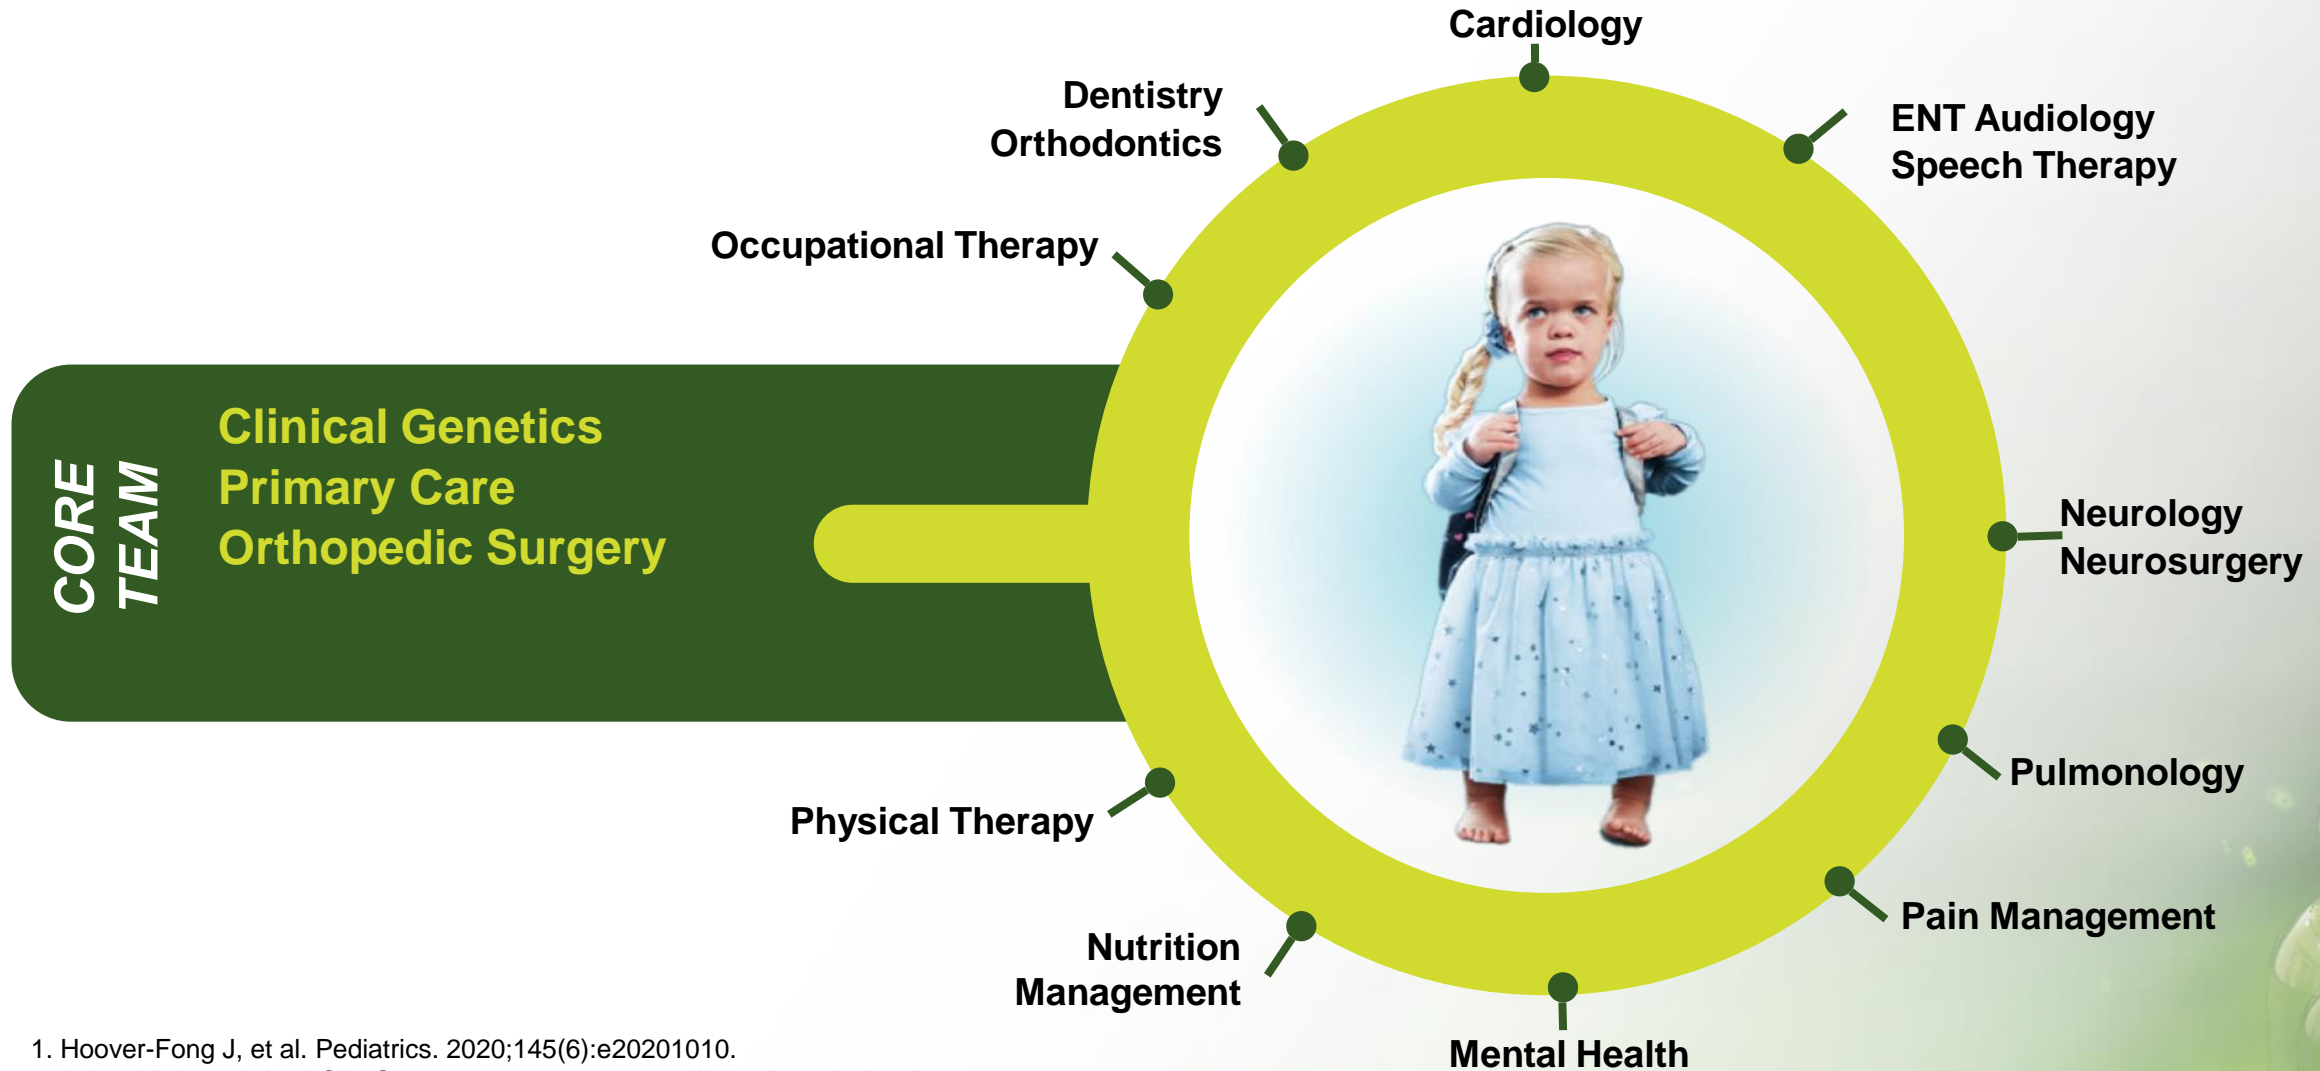 Cardiology
Dentistry
Orthodontics
ENT Audiology
Speech Therapy
Occupational Therapy
CORE
TEAM
Clinical Genetics
Primary Care
Orthopedic Surgery
Neurology
Neurosurgery
Pulmonology
Physical Therapy
Pain Management
Nutrition
Management
Mental Health
1. Hoover-Fong J, et al. Pediatrics. 2020;145(6):e20201010.